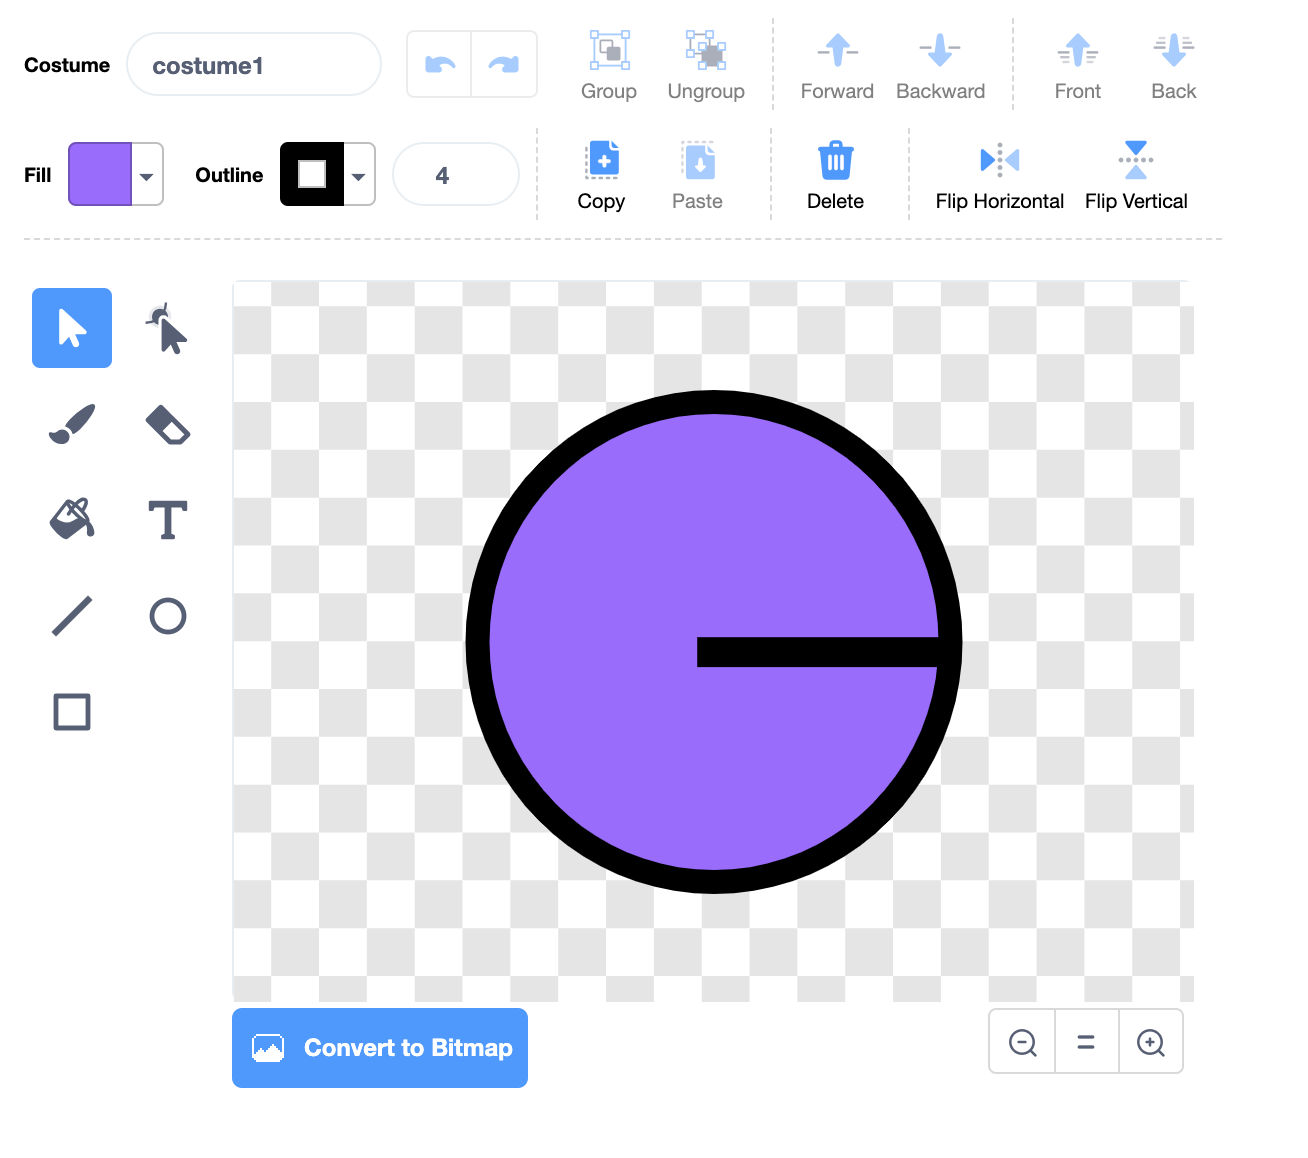 Costume costume1 Group Ungroup Forward Backward Front Back
Fill Outline 4 Copy Paste Delete Flip Horizontal Flip Vertical
Convert to Bitmap